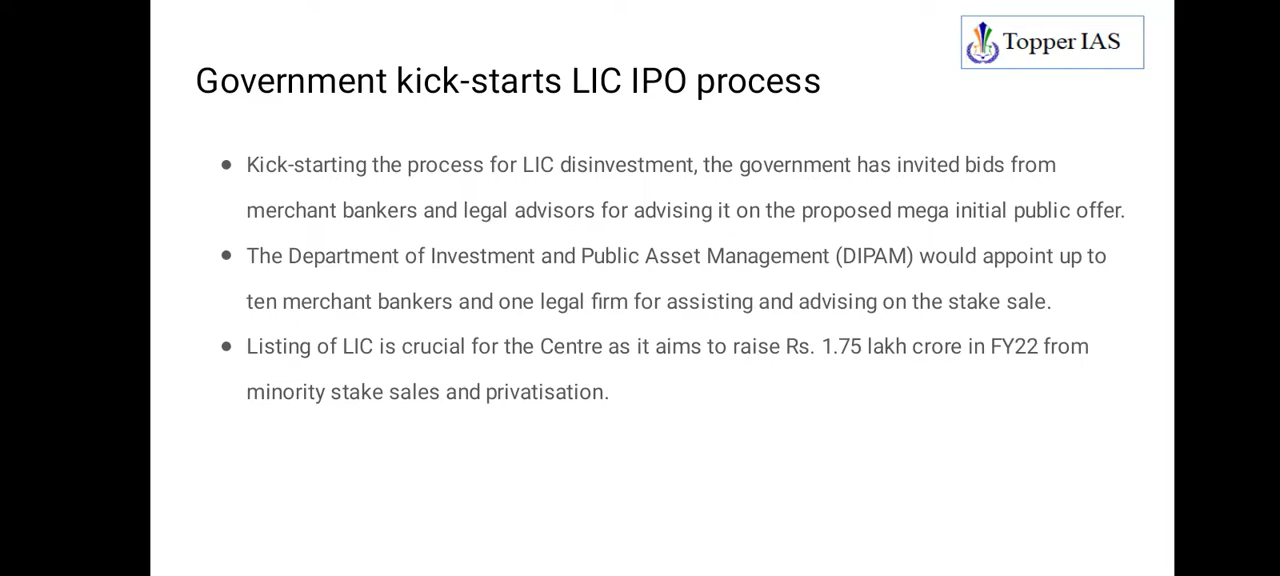 Topper IAS
Government kick-starts LIC IPO process
● Kick-starting the process for LIC disinvestment, the government has invited bids from
merchant bankers and legal advisors for advising it on the proposed mega initial public offer.
● The Department of Investment and Public Asset Management (DIPAM) would appoint up to
ten merchant bankers and one legal firm for assisting and advising on the stake sale.
● Listing of LIC is crucial for the Centre as it aims to raise Rs. 1.75 lakh crore in FY22 from
minority stake sales and privatisation.